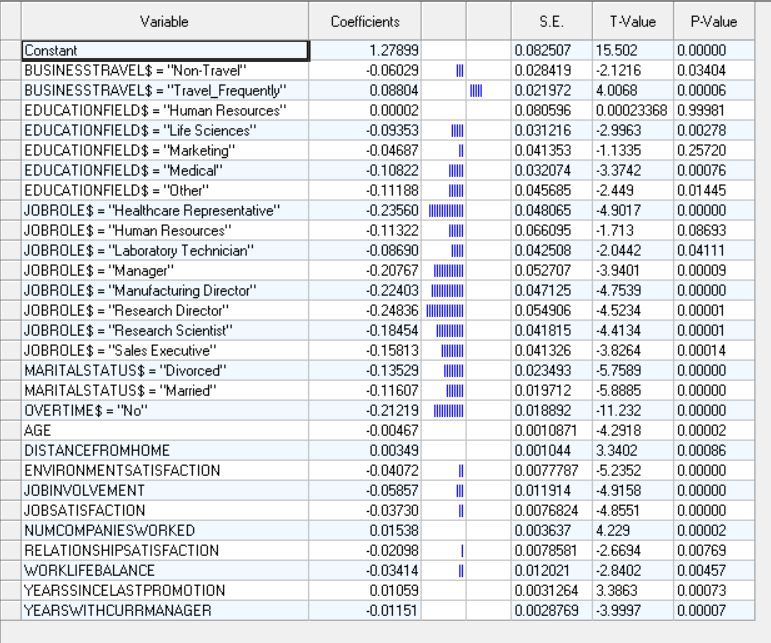 Variable Coefficients S.E. T-Value P-Value
Constant 1.27899 0.082507 15.502 0.00000
BUSINESSTRAVEL$ = "Non-Travel" -0.06029 0.028419 -2.1216 0.03404
BUSINESSTRAVEL$ = "Travel_Frequently" 0.08804 0.021972 4.0068 0.00006
EDUCATIONFIELD$ = "Human Resources" 0.00002 0.080596 0.00023368 0.99981
EDUCATIONFIELD$ = "Life Sciences" -0.09353 0.031216 -2.9963 0.00278
EDUCATIONFIELD$ = "Marketing" -0.04687 0.041353 -1.1335 0.25720
EDUCATIONFIELD$ = "Medical" -0.10822 0.032074 -3.3742 0.00076
EDUCATIONFIELD$ = "Other" -0.11188 0.045685 -2.449 0.01445
JOBROLE$ = "Healthcare Representative" -0.23560 0.048065 -4.9017 0.00000
JOBROLE$ = "Human Resources" -0.11322 0.066095 -1.713 0.08693
JOBROLE$ = "Laboratory Technician" -0.08690 0.042508 -2.0442 0.04111
JOBROLE$ = "Manager" -0.20767 0.052707 -3.9401 0.00009
JOBROLE$ = "Manufacturing Director" -0.22403 0.047125 -4.7539 0.00000
JOBROLE$ = "Research Director" -0.24836 0.054906 -4.5234 0.00001
JOBROLE$ = "Research Scientist" -0.18454 0.041815 -4.4134 0.00001
JOBROLE$ = "Sales Executive" -0.15813 0.041326 -3.8264 0.00014
MARITALSTATUS$ = "Divorced" -0.13529 0.023493 -5.7589 0.00000
MARITALSTATUS$ = "Married" -0.11607 0.019712 -5.8885 0.00000
OVERTIME$ = "No" -0.21219 0.018892 -11.232 0.00000
AGE -0.00467 0.0010871 -4.2918 0.00002
DISTANCEFROMHOME 0.00349 0.001044 3.3402 0.00086
ENVIRONMENTSATISFACTION -0.04072 0.0077787 -5.2352 0.00000
JOBINVOLVEMENT -0.05857 0.011914 -4.9158 0.00000
JOBSATISFACTION -0.03730 0.0076824 -4.8551 0.00000
NUMCOMPANIESWORKED 0.01538 0.003637 4.229 0.00002
RELATIONSHIPSATISFACTION -0.02098 0.0078581 -2.6694 0.00769
WORKLIFEBALANCE -0.03414 0.012021 -2.8402 0.00457
YEARSSINCELASTPROMOTION 0.01059 0.0031264 3.3863 0.00073
YEARSWITHCURRMANAGER -0.01151 0.0028769 -3.9997 0.00007